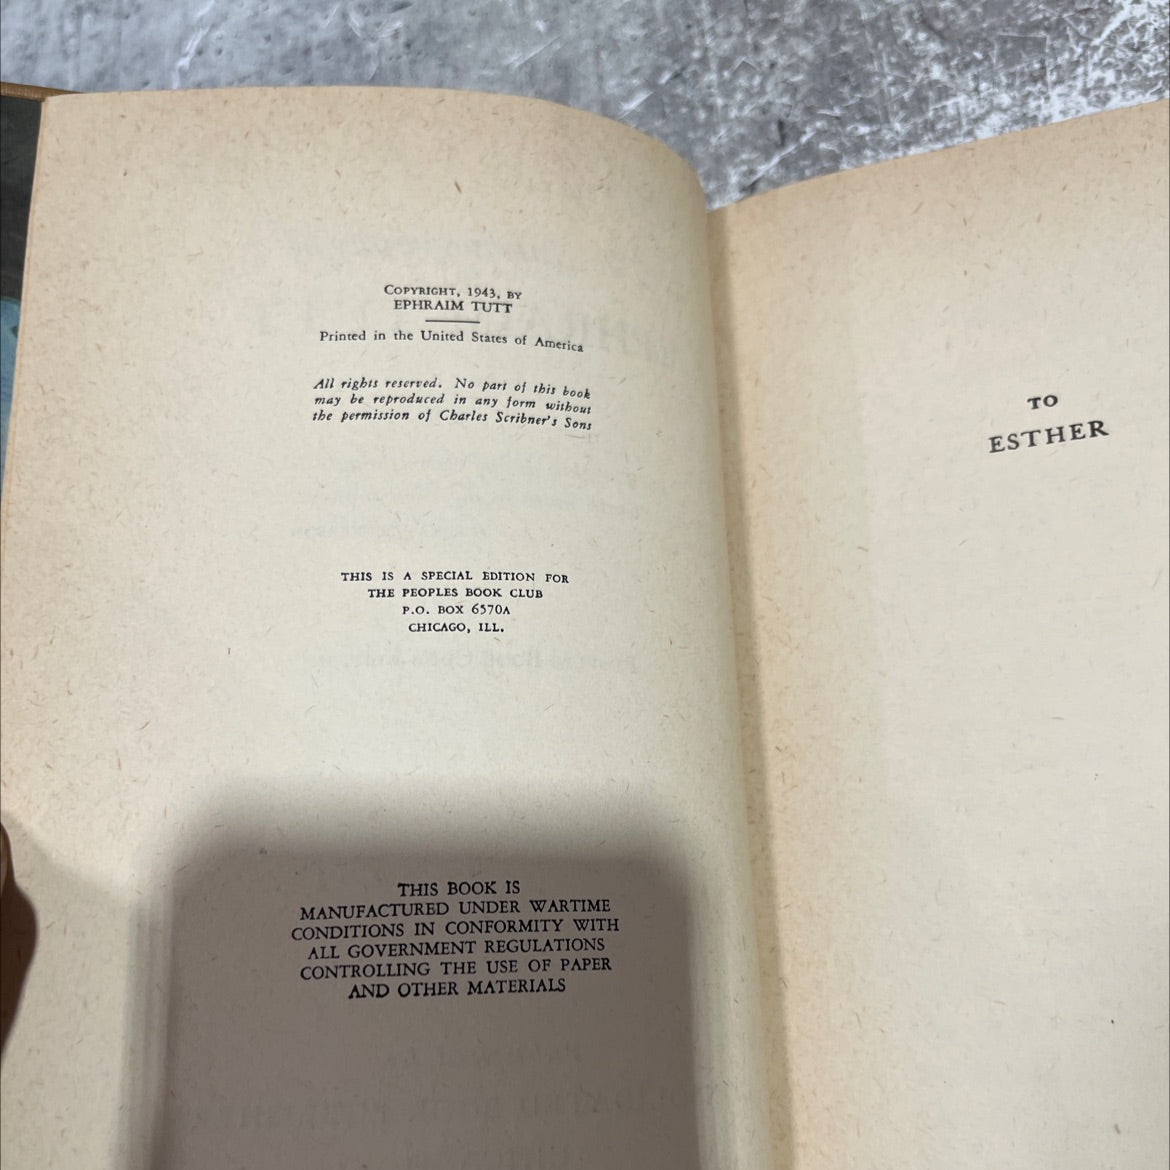 COPYRIGHT, 1943, BY
EPHRAIM TUTT
Printed in the United States of America
All rights reserved. No part of this book
may be reproduced in any form without
the permission of Charles Scribner's Sons
THIS IS A SPECIAL EDITION FOR
THE PEOPLES BOOK CLUB
P.O. BOX 6570A
CHICAGO, ILL.
THIS BOOK IS
MANUFACTURED UNDER WARTIME
CONDITIONS IN CONFORMITY WITH
ALL GOVERNMENT REGULATIONS
CONTROLLING THE USE OF PAPER
AND OTHER MATERIALS
TO
ESTHER